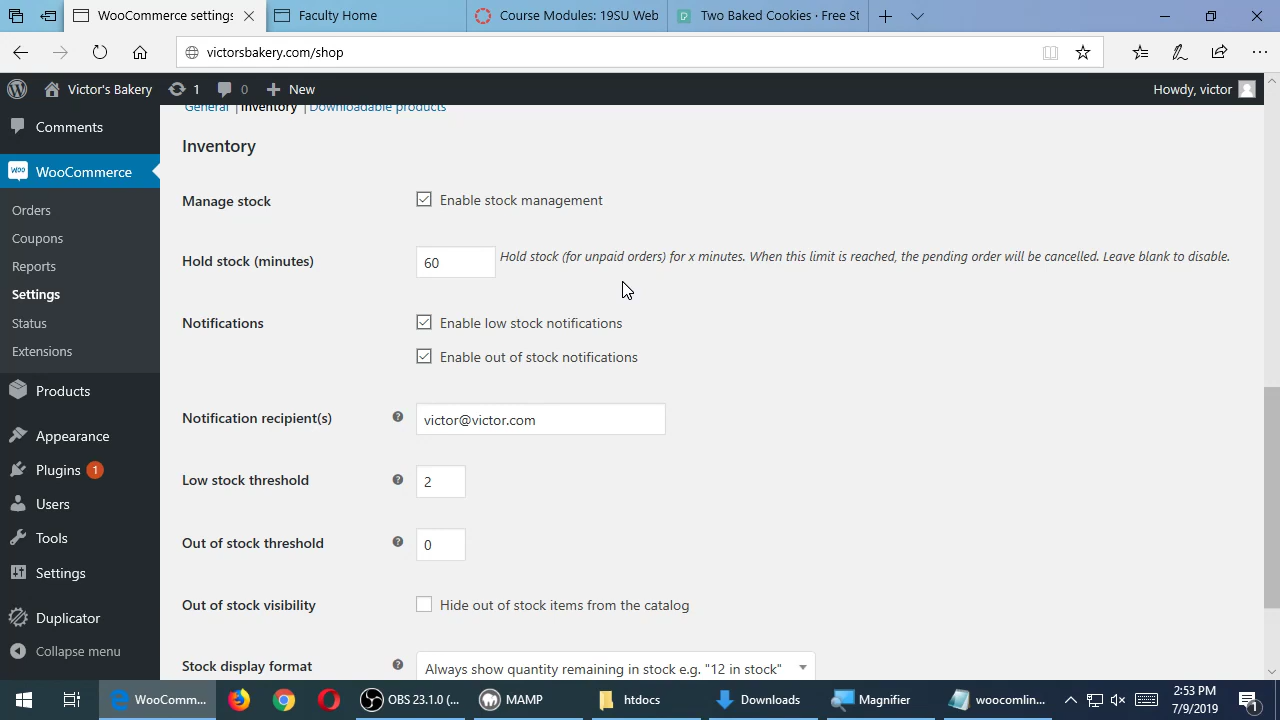 WooCommerce settings
Faculty Home
Course Modules: 19SU Web
Two Baked Cookies · Free St
victorsbakery.com/shop
Victor's Bakery
1
0
New
Howdy, victor
General | Inventory | Downloadable products
Comments
WooCommerce
Orders
Coupons
Reports
Settings
Status
Extensions
Products
Appearance
Plugins 1
Users
Tools
Settings
Duplicator
Collapse menu
Inventory
Manage stock
Enable stock management
Hold stock (minutes)
60
Hold stock (for unpaid orders) for x minutes. When this limit is reached, the pending order will be cancelled. Leave blank to disable.
Notifications
Enable low stock notifications
Enable out of stock notifications
Notification recipient(s)
victor@victor.com
Low stock threshold
2
Out of stock threshold
0
Out of stock visibility
Hide out of stock items from the catalog
Stock display format
Always show quantity remaining in stock e.g. "12 in stock"
WooComm...
OBS 23.1.0 (...
MAMP
htdocs
Downloads
Magnifier
woocomlin...
2:53 PM
7/9/2019
1